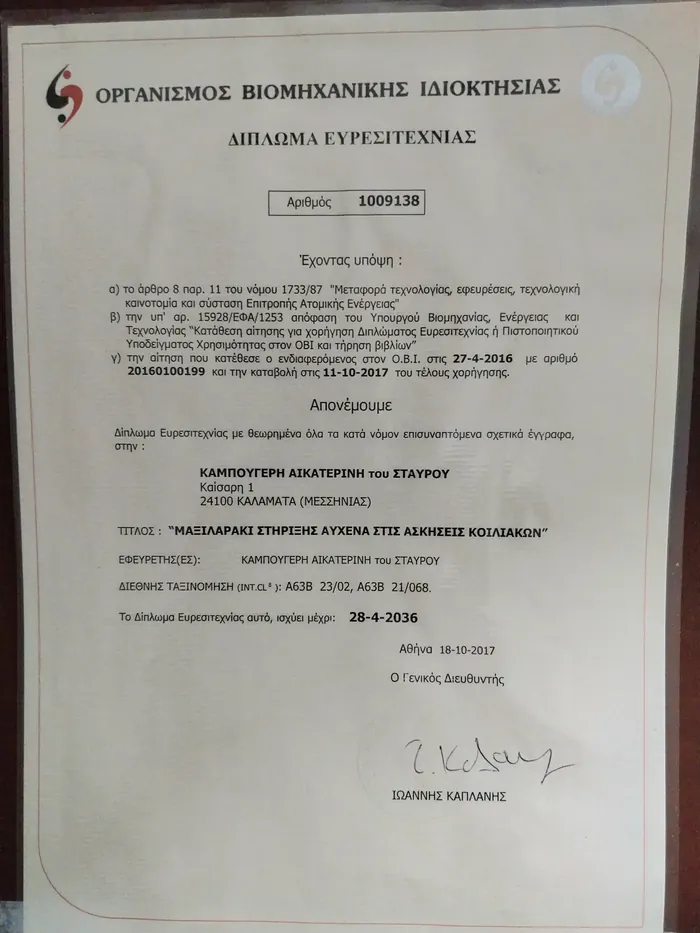 ΟΡΓΑΝΙΣΜΟΣ ΒΙΟΜΗΧΑΝΙΚΗΣ ΙΔΙΟΚΤΗΣΙΑΣ
ΔΙΠΛΩΜΑ ΕΥΡΕΣΙΤΕΧΝΙΑΣ
Αριθμός 1009138
Έχοντας υπόψη :
α) το άρθρο 8 παρ. 11 του νόμου 1733/87 "Μεταφορά τεχνολογίας, εφευρέσεις, τεχνολογική
καινοτομία και σύσταση Επιτροπής Ατομικής Ενέργειας"
β) την υπ' αρ. 15928/ΕΦΑ/1253 απόφαση του Υπουργού Βιομηχανίας, Ενέργειας και
Τεχνολογίας "Κατάθεση αίτησης για χορήγηση Διπλώματος Ευρεσιτεχνίας ή Πιστοποιητικού
Υποδείγματος Χρησιμότητας στον ΟΒΙ και τήρηση βιβλίων"
γ) την αίτηση που κατέθεσε ο ενδιαφερόμενος στον Ο.Β.Ι. στις 27-4-2016 με αριθμό
20160100199 και την καταβολή στις 11-10-2017 του τέλους χορήγησης.
Απονέμουμε
Δίπλωμα Ευρεσιτεχνίας με θεωρημένα όλα τα κατά νόμον επισυναπτόμενα σχετικά έγγραφα,
στην :
ΚΑΜΠΟΥΓΕΡΗ ΑΙΚΑΤΕΡΙΝΗ του ΣΤΑΥΡΟΥ
Καίσαρη 1
24100 ΚΑΛΑΜΑΤΑ (ΜΕΣΣΗΝΙΑΣ)
ΤΙΤΛΟΣ : "ΜΑΞΙΛΑΡΑΚΙ ΣΤΗΡΙΞΗΣ ΑΥΧΕΝΑ ΣΤΙΣ ΑΣΚΗΣΕΙΣ ΚΟΙΛΙΑΚΩΝ"
ΕΦΕΥΡΕΤΗΣ(ΕΣ): ΚΑΜΠΟΥΓΕΡΗ ΑΙΚΑΤΕΡΙΝΗ του ΣΤΑΥΡΟΥ
ΔΙΕΘΝΗΣ ΤΑΞΙΝΟΜΗΣΗ (INT.CL⁸): A63B 23/02, A63B 21/068.
Το Δίπλωμα Ευρεσιτεχνίας αυτό, ισχύει μέχρι: 28-4-2036
Αθήνα 18-10-2017
Ο Γενικός Διευθυντής
ΙΩΑΝΝΗΣ ΚΑΠΛΑΝΗΣ